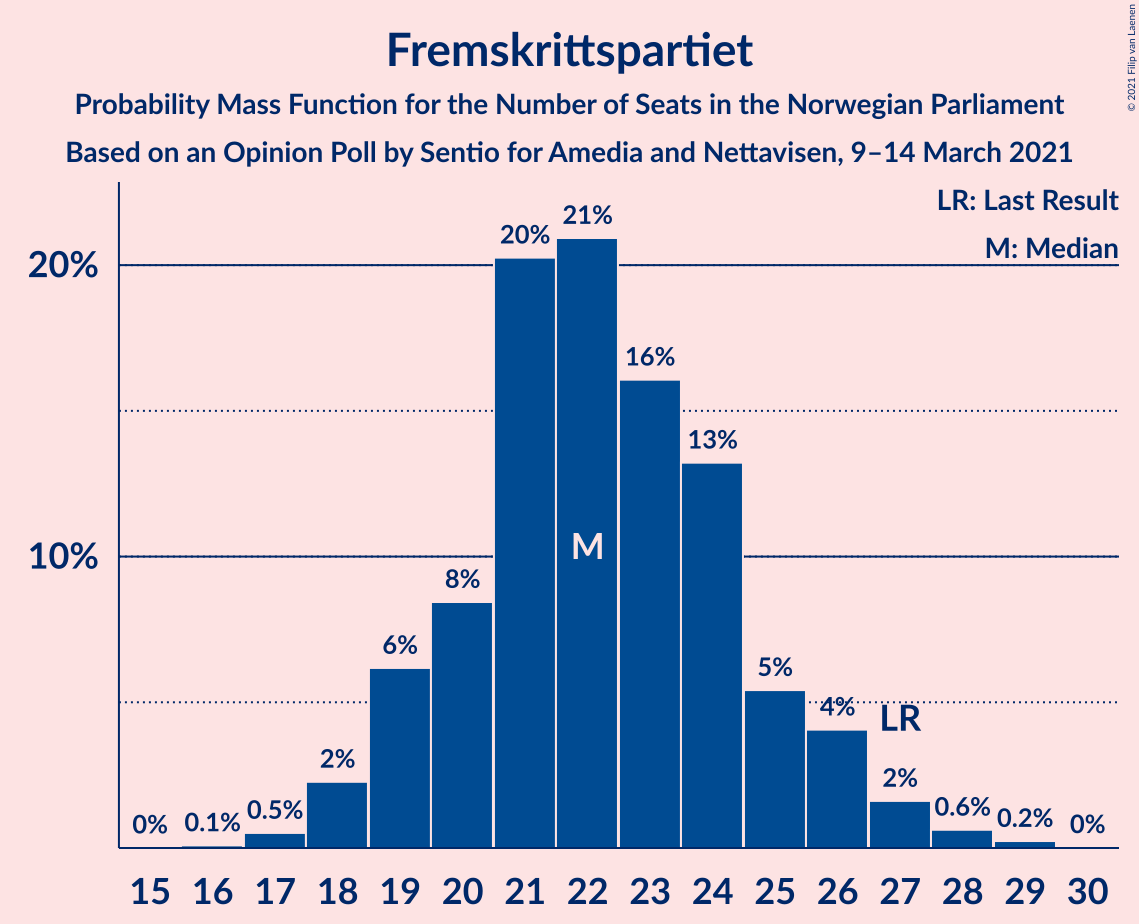 Fremskrittspartiet
Probability Mass Function for the Number of Seats in the Norwegian Parliament
Based on an Opinion Poll by Sentio for Amedia and Nettavisen, 9–14 March 2021
© 2021 Filip van Laenen
LR: Last Result
M: Median
20%
10%
0% 0.1% 0.5% 2% 6% 8% 20% 21% 16% 13% 5% 4% 2% 0.6% 0.2% 0%
M
LR
15 16 17 18 19 20 21 22 23 24 25 26 27 28 29 30